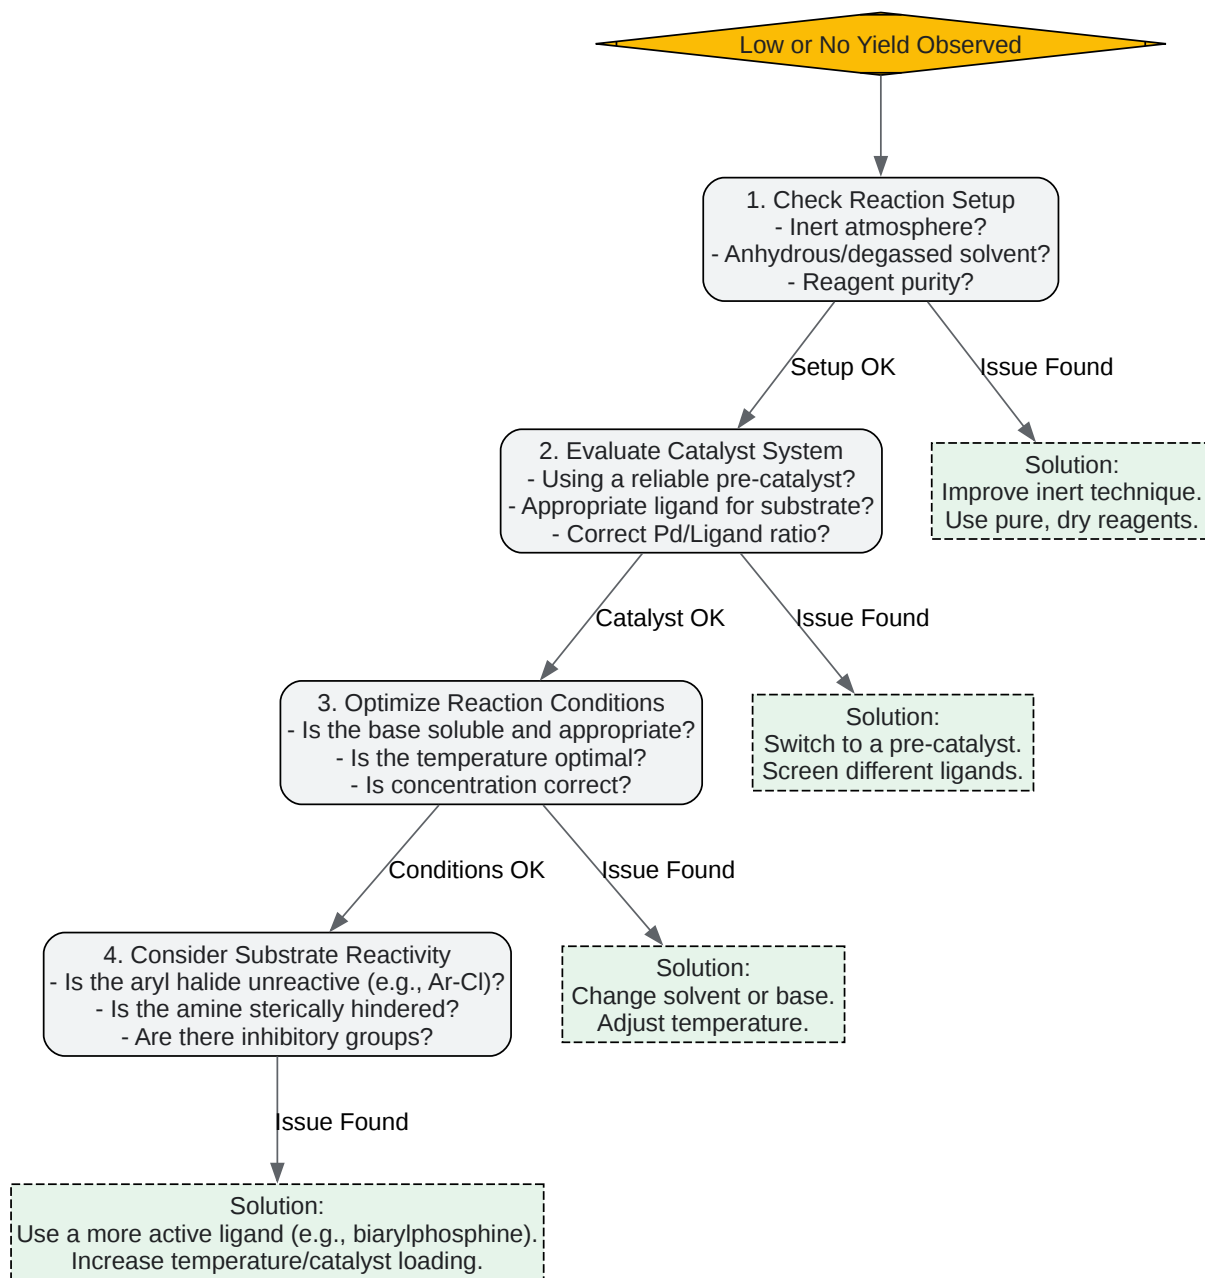 Low or No Yield Observed
1. Check Reaction Setup
- Inert atmosphere?
- Anhydrous/degassed solvent?
- Reagent purity?
Setup OK
Issue Found
2. Evaluate Catalyst System
- Using a reliable pre-catalyst?
- Appropriate ligand for substrate?
- Correct Pd/Ligand ratio?
Solution:
Improve inert technique.
Use pure, dry reagents.
Catalyst OK
Issue Found
3. Optimize Reaction Conditions
- Is the base soluble and appropriate?
- Is the temperature optimal?
- Is concentration correct?
Solution:
Switch to a pre-catalyst.
Screen different ligands.
Conditions OK
Issue Found
4. Consider Substrate Reactivity
- Is the aryl halide unreactive (e.g., Ar-Cl)?
- Is the amine sterically hindered?
- Are there inhibitory groups?
Solution:
Change solvent or base.
Adjust temperature.
Issue Found
Solution:
Use a more active ligand (e.g., biarylphosphine).
Increase temperature/catalyst loading.